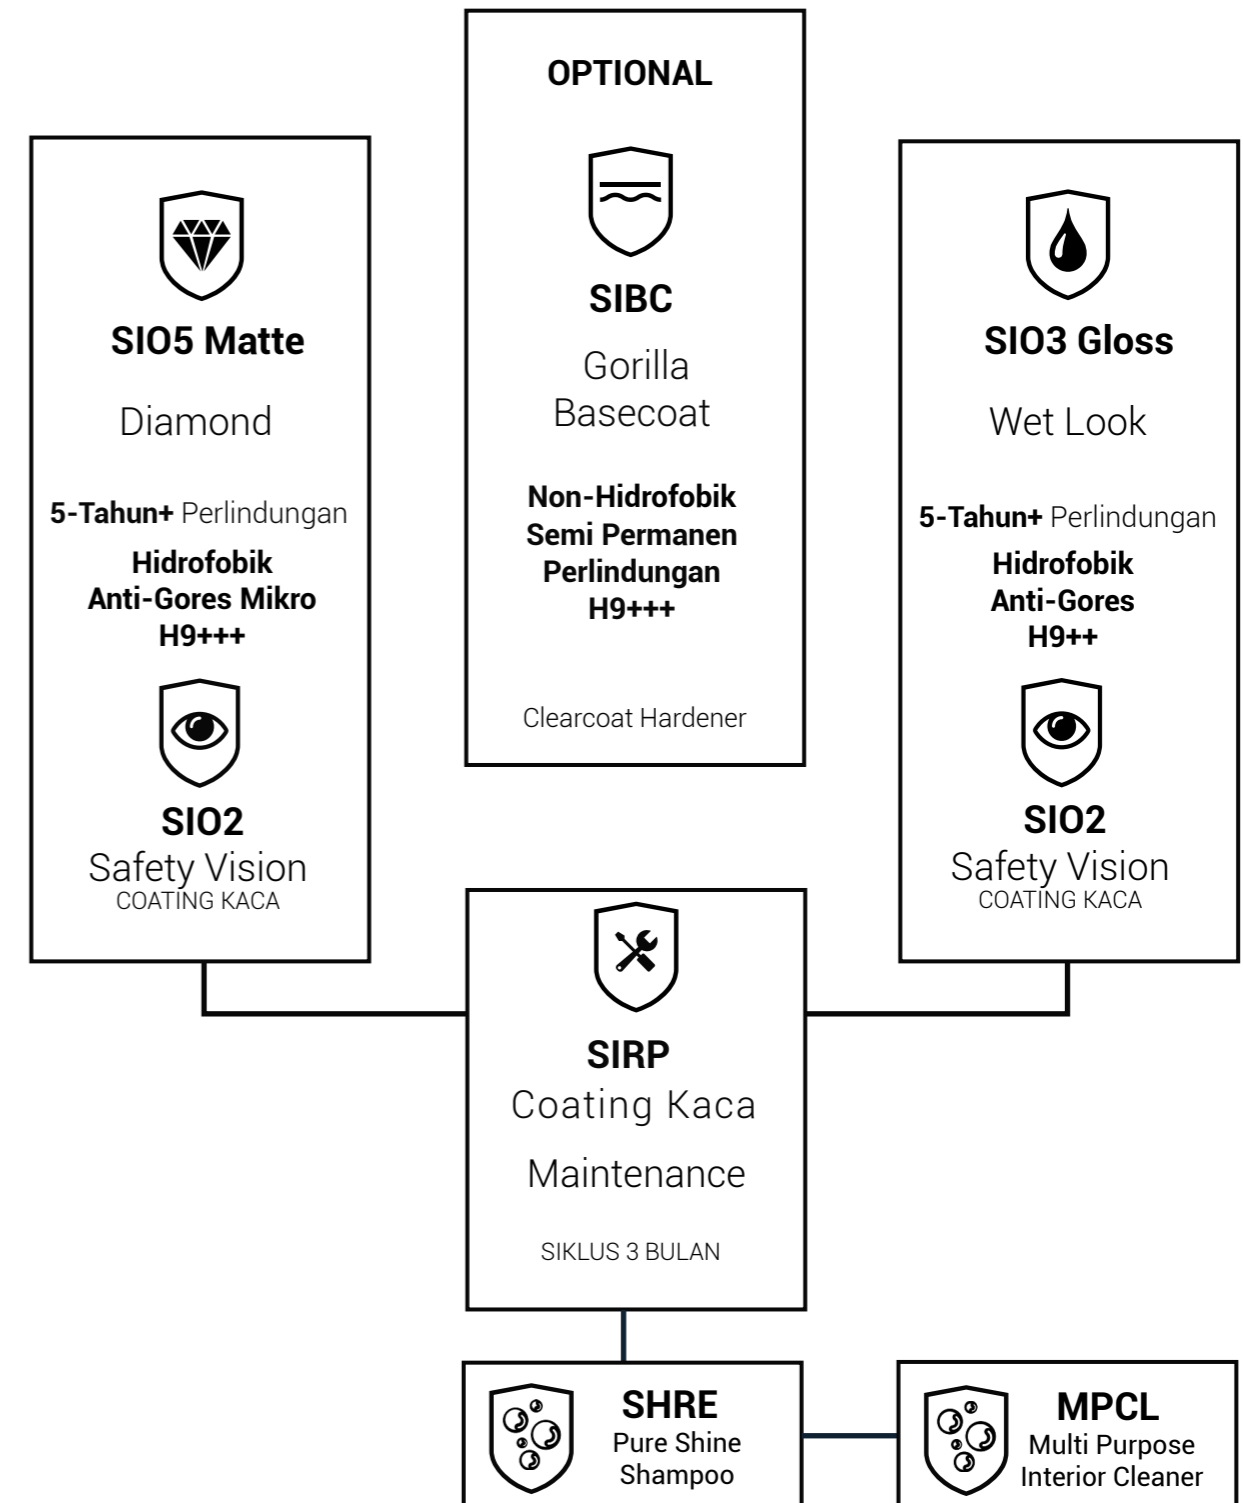 OPTIONAL
SIBC
Gorilla
Basecoat
Non-Hidrofobik
Semi Permanen
Perlindungan
H9+++
Clearcoat Hardener
SIO5 Matte
Diamond
5-Tahun+ Perlindungan
Hidrofobik
Anti-Gores Mikro
H9+++
SIO2
Safety Vision
COATING KACA
SIO3 Gloss
Wet Look
5-Tahun+ Perlindungan
Hidrofobik
Anti-Gores
H9++
SIO2
Safety Vision
COATING KACA
SIRP
Coating Kaca
Maintenance
SIKLUS 3 BULAN
SHRE
Pure Shine
Shampoo
MPCL
Multi Purpose
Interior Cleaner